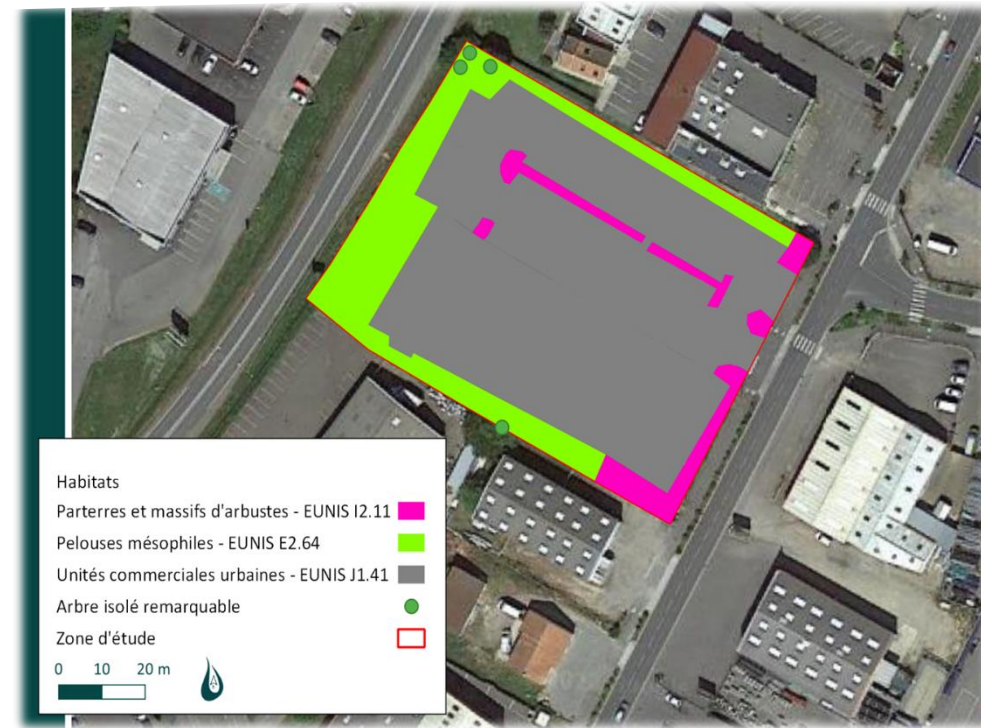 Habitats
Parterres et massifs d'arbustes - EUNIS I2.11
Pelouses mésophiles - EUNIS E2.64
Unités commerciales urbaines - EUNIS J1.41
Arbre isolé remarquable
Zone d'étude
0 10 20 m